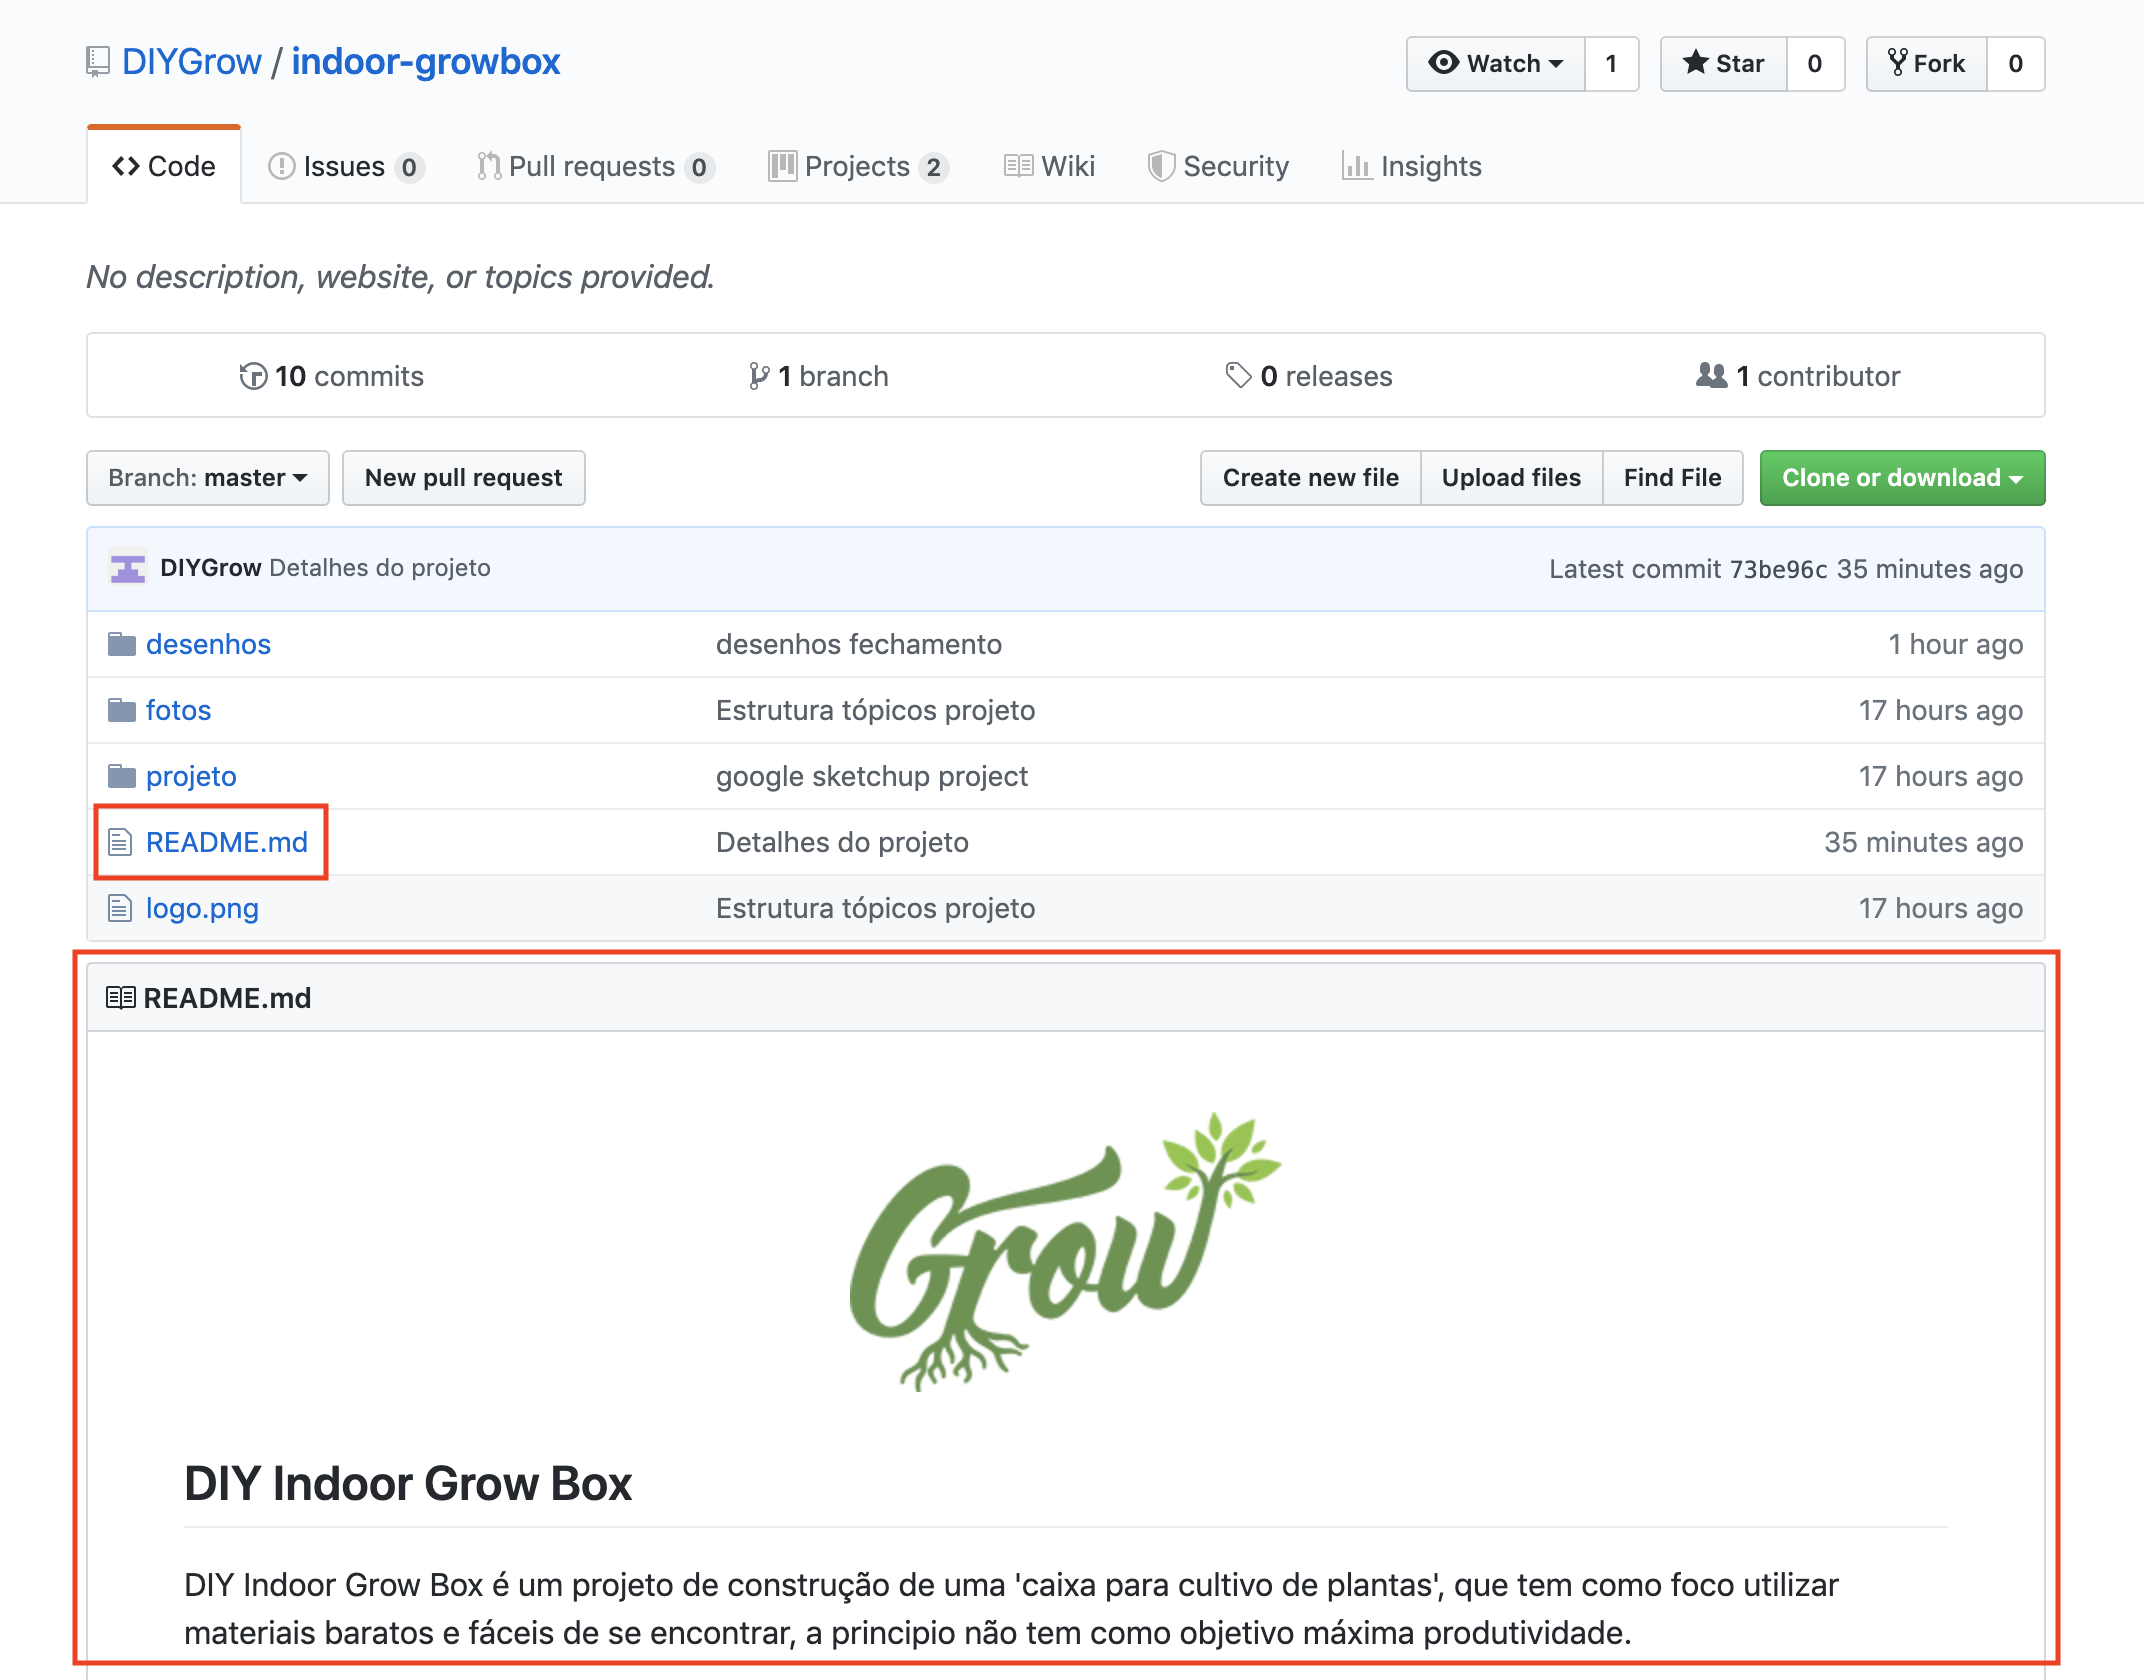 DIYGrow / indoor-growbox
Watch 1 Star 0 Fork 0
Code Issues 0 Pull requests 0 Projects 2 Wiki Security Insights
No description, website, or topics provided.
10 commits 1 branch 0 releases 1 contributor
Branch: master New pull request Create new file Upload files Find File Clone or download
DIYGrow Detalhes do projeto Latest commit 73be96c 35 minutes ago
desenhos desenhos fechamento 1 hour ago
fotos Estrutura tópicos projeto 17 hours ago
projeto google sketchup project 17 hours ago
README.md Detalhes do projeto 35 minutes ago
logo.png Estrutura tópicos projeto 17 hours ago
README.md
Grow
DIY Indoor Grow Box
DIY Indoor Grow Box é um projeto de construção de uma 'caixa para cultivo de plantas', que tem como foco utilizar
materiais baratos e fáceis de se encontrar, a principio não tem como objetivo máxima produtividade.